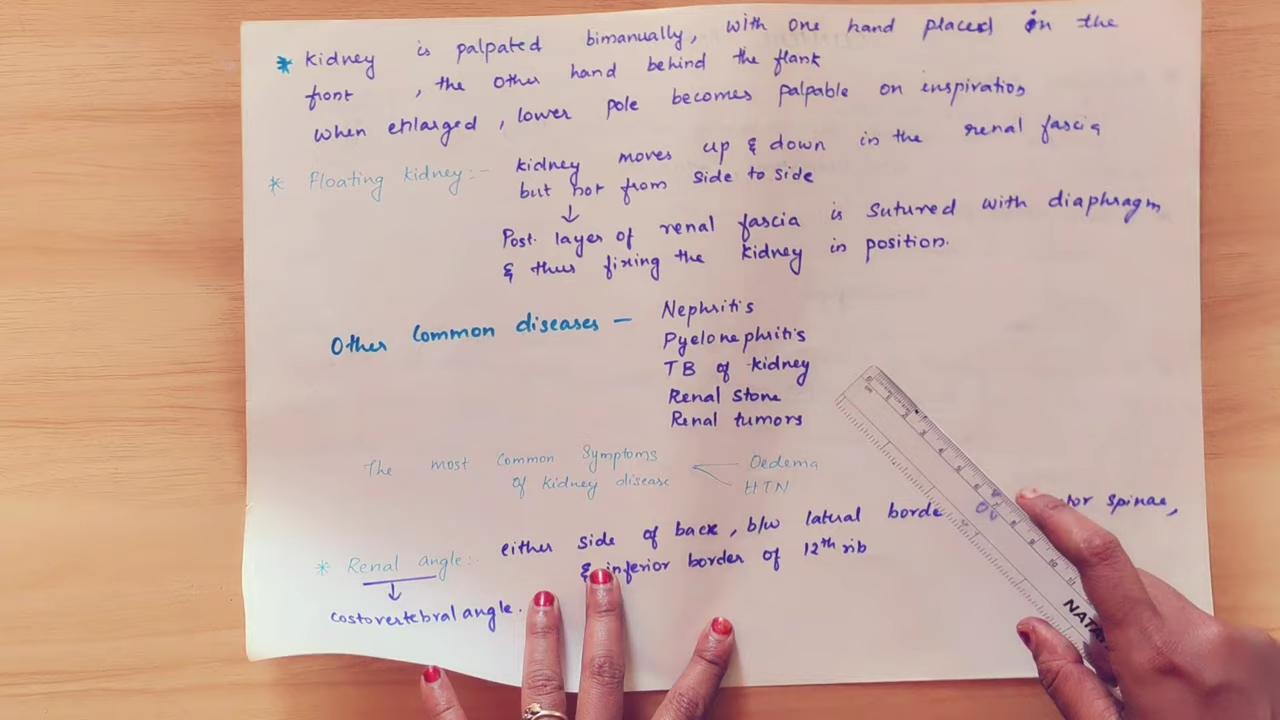 * kidney is palpated bimanually, with one hand placed in the
front , the other hand behind the flank
when enlarged, lower pole becomes palpable on inspiration
* Floating kidney:- kidney moves up & down in the renal fascia
but not from side to side
↓
Post. layer of renal fascia is sutured with diaphragm
& thus fixing the kidney in position.
Other Common diseases - Nephritis
Pyelonephritis
TB of kidney
Renal stone
Renal tumors
The most common Symptoms of kidney disease
Oedema
HTN
* Renal angle:- either side of back, b/w latural borde spinae,
& inferior border of 12th rib
↓
costovertebral angle.
NATA